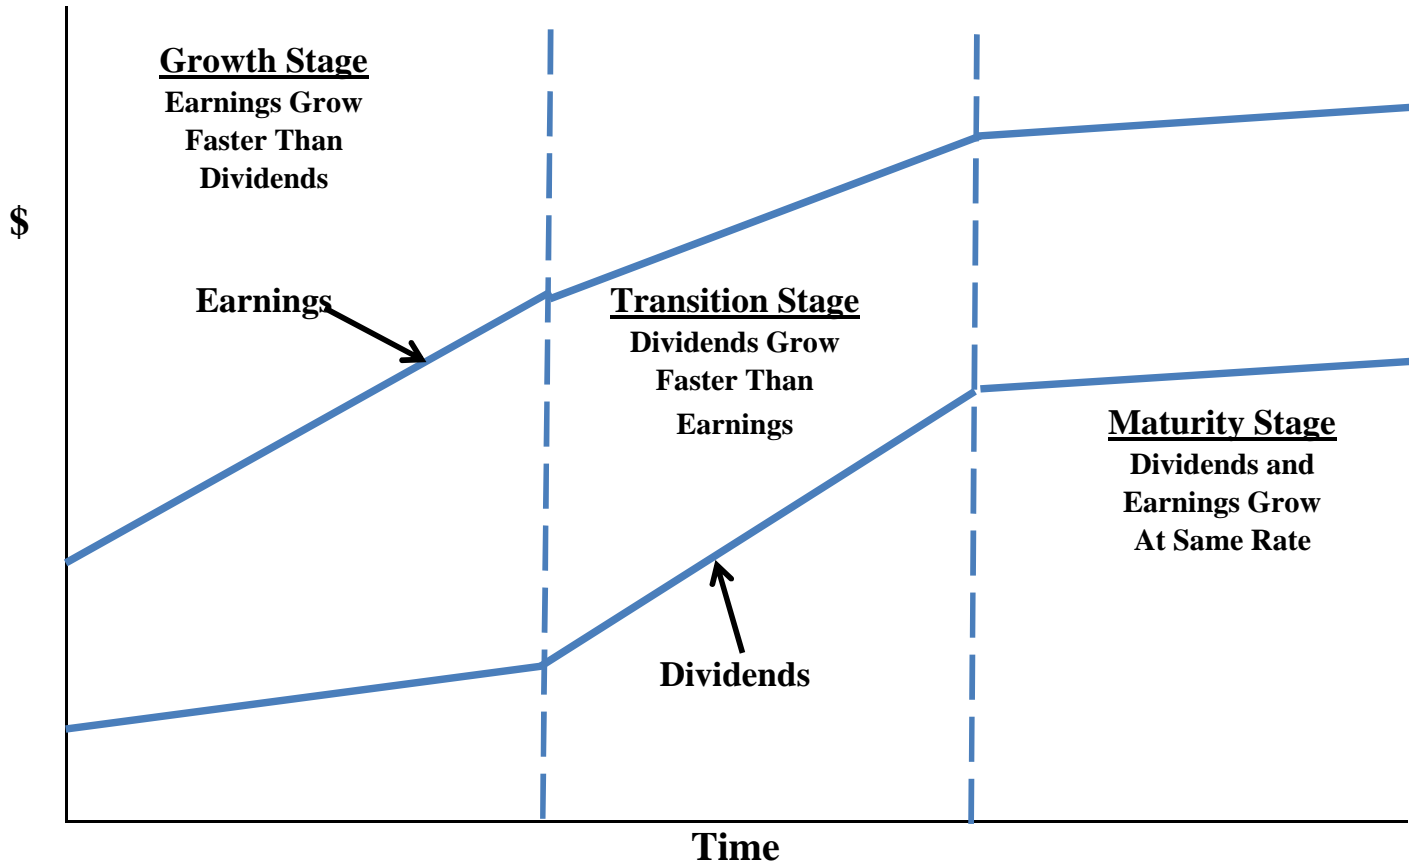 Growth Stage
Earnings Grow
Faster Than
Dividends
$
Earnings
Transition Stage
Dividends Grow
Faster Than
Earnings
Maturity Stage
Dividends and
Earnings Grow
At Same Rate
Dividends
Time